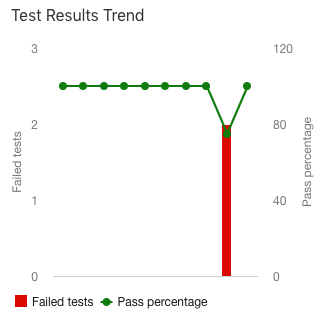 Test Results Trend
3
120
2
80
1
40
0
0
Failed tests
Pass percentage
Failed tests
Pass percentage